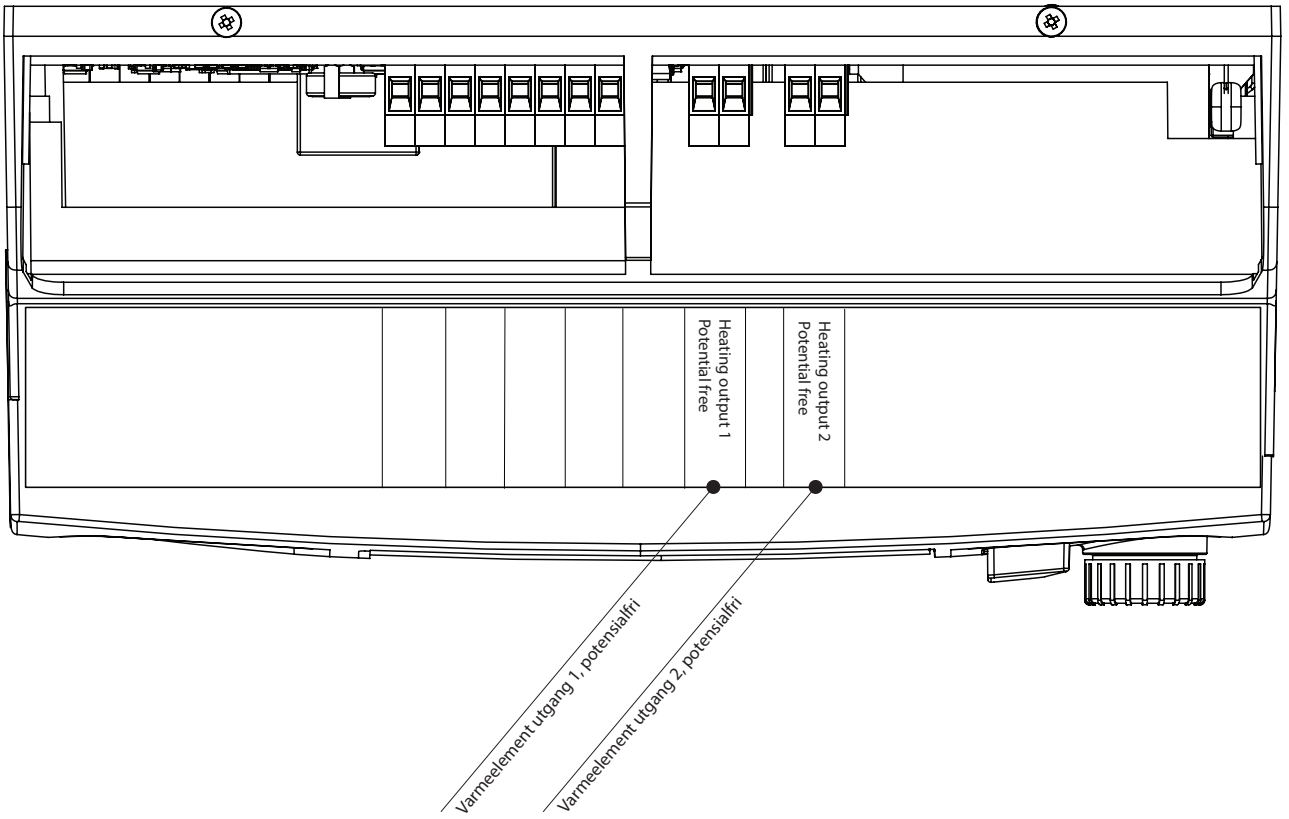 Heating output 1
Potential free
Heating output 2
Potential free
Varmeelement utgang 1, potensialfri
Varmeelement utgang 2, potensialfri